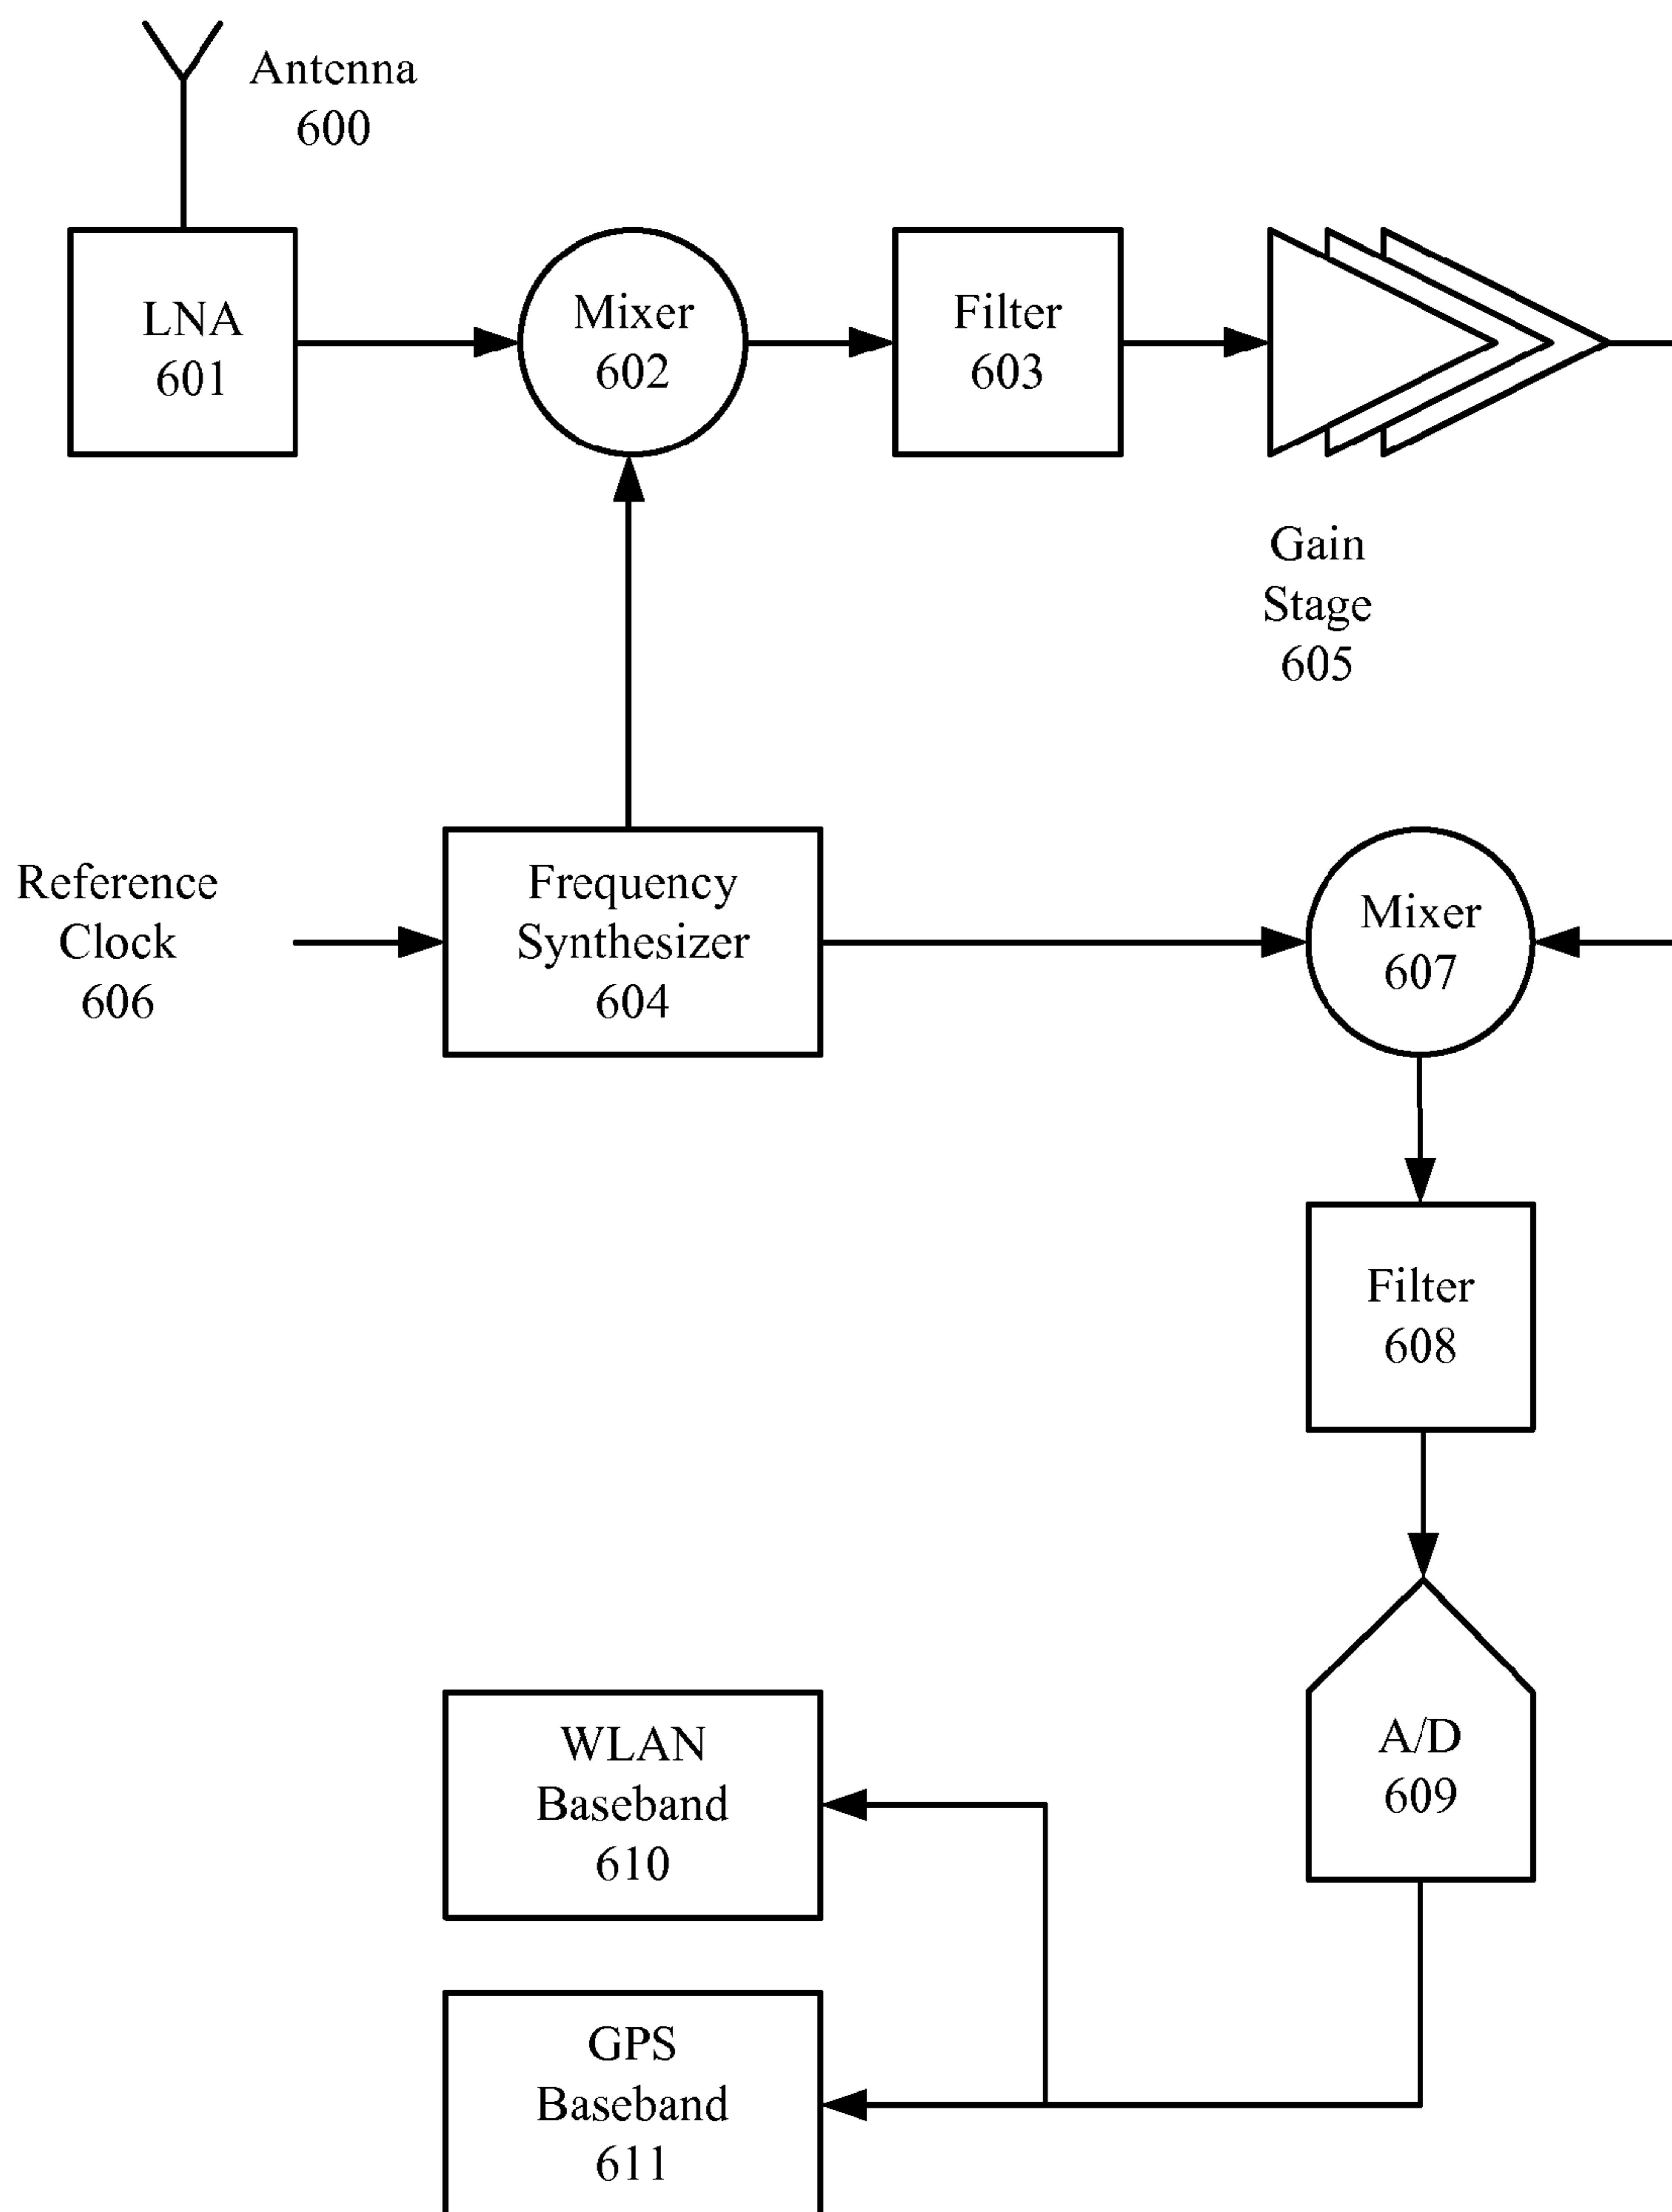 Antenna
600
LNA
601
Mixer
602
Filter
603
Gain
Stage
605
Reference
Clock
606
Frequency
Synthesizer
604
Mixer
607
Filter
608
A/D
609
WLAN
Baseband
610
GPS
Baseband
611